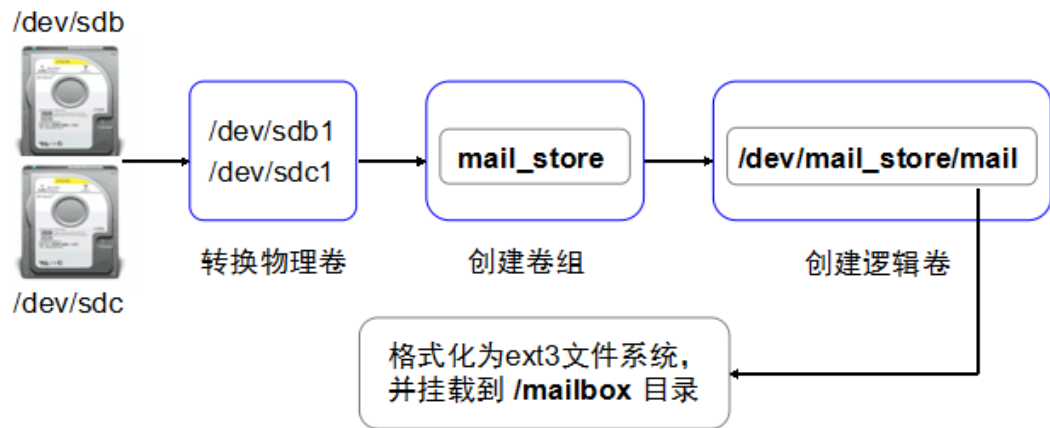 /dev/sdb
/dev/sdb1
/dev/sdc1
mail_store
/dev/mail_store/mail
转换物理卷
创建卷组
创建逻辑卷
/dev/sdc
格式化为ext3文件系统,
并挂载到 /mailbox 目录